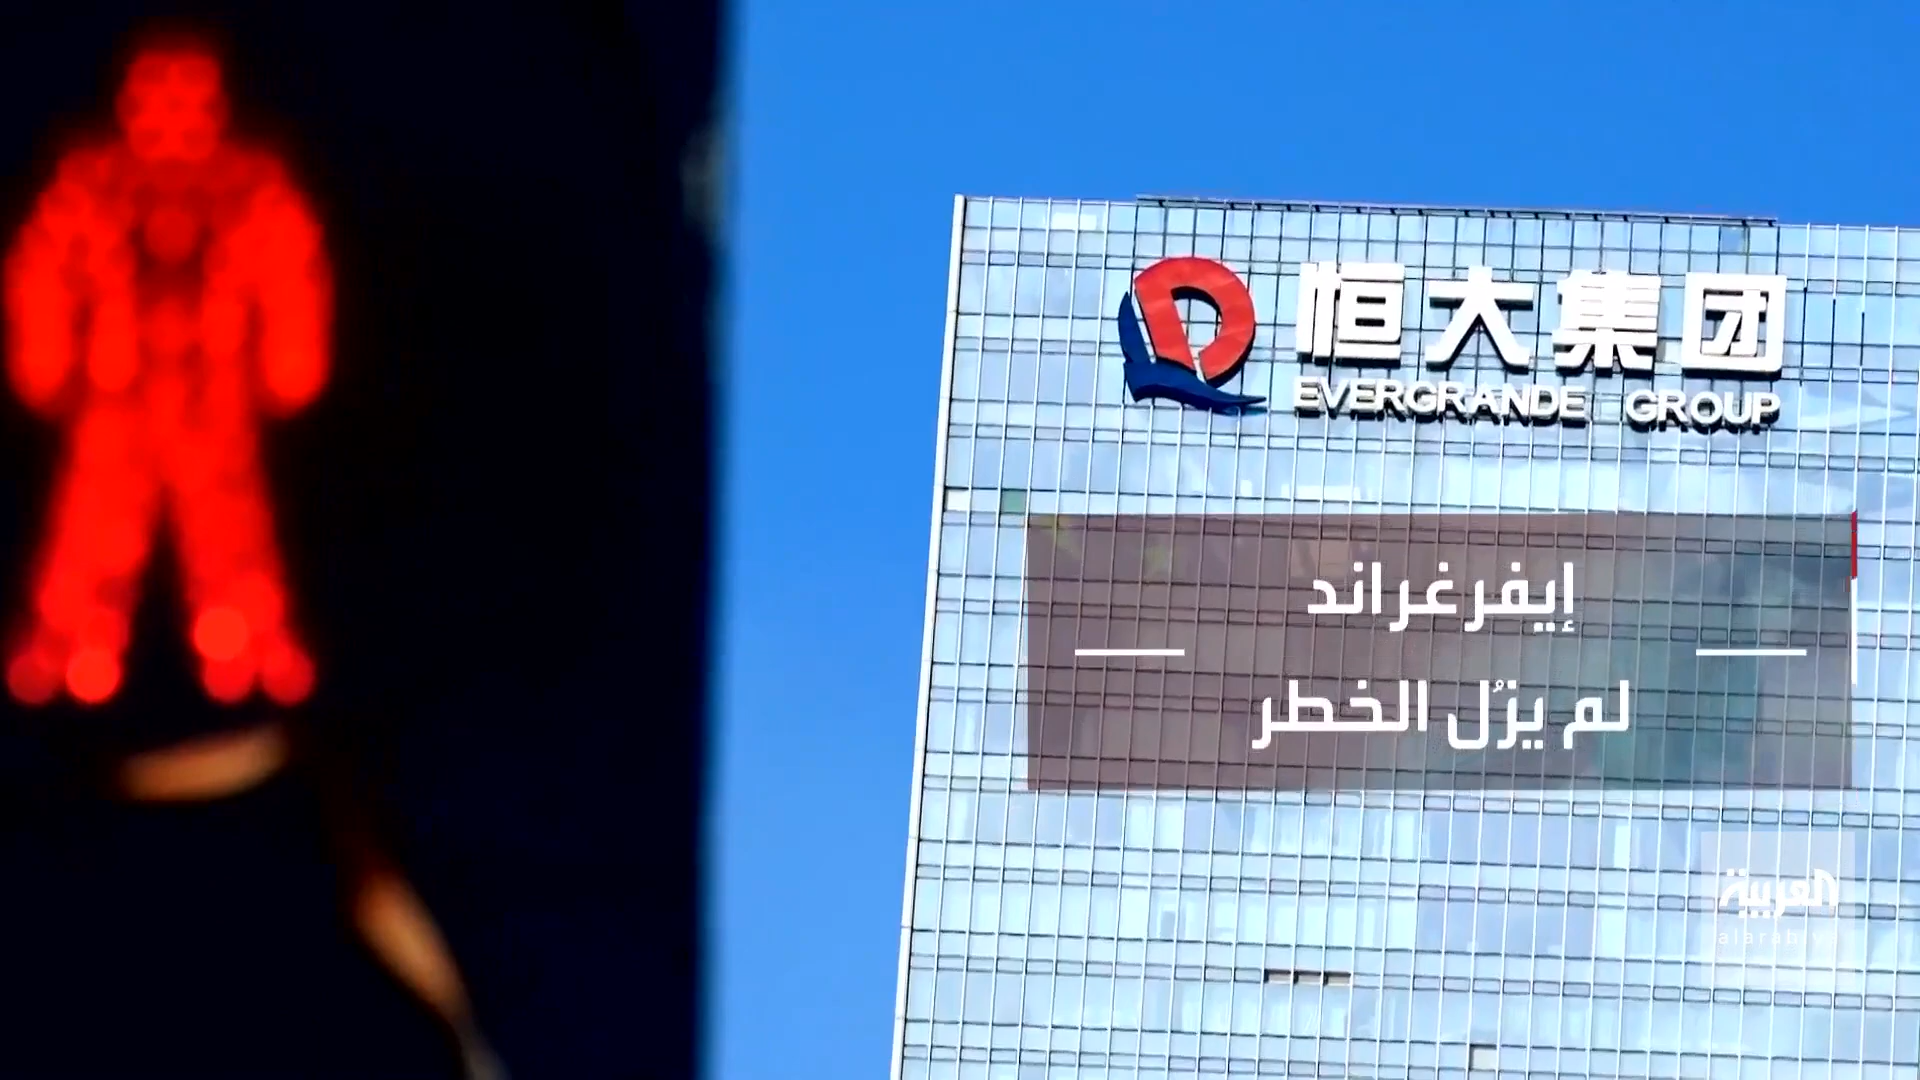 恒大集团
EVERGRANDE GROUP
إيفرغراند
لم يزُل الخطر
العربية
alarabiya